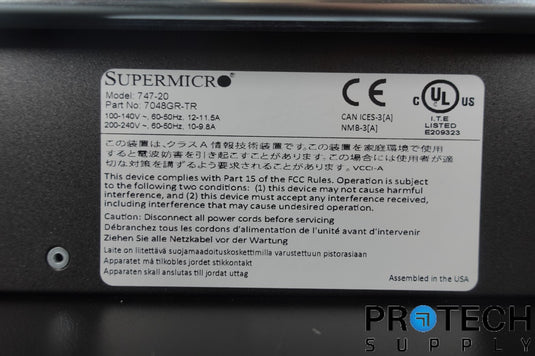 SUPERMICRO
Model: 747-20
Part No: 7048GR-TR
100-140V ~, 60-50Hz, 12-11.5A
200-240V ~, 60-50Hz, 10-9.8A
CE
CAN ICES-3[A]
NMB-3[A]
c UL US
®
I.T.E
LISTED
E209323
この装置は、クラスA情報技術装置です。この装置を家庭環境で使用
すると電波妨害を引き起こすことがあります。この場合には使用者が適
切な対策を講ずるよう要求されることがあります。VCCI-A
This device complies with Part 15 of the FCC Rules. Operation is subject
to the following two conditions: (1) this device may not cause harmful
interference, and (2) this device must accept any interference received,
including interference that may cause undesired operation.
Caution: Disconnect all power cords before servicing
Débranchez tous les cordons d'alimentation de l'unité avant d'intervenir
Ziehen Sie alle Netzkabel vor der Wartung
Laite on liitettävä suojamaadoituskoskettimilla varustettuun pistorasiaan
Apparatet må tilkobles jordet stikkontakt
Apparaten skall anslutas till jordat uttag
Assembled in the USA
PROTECH
SUPPLY